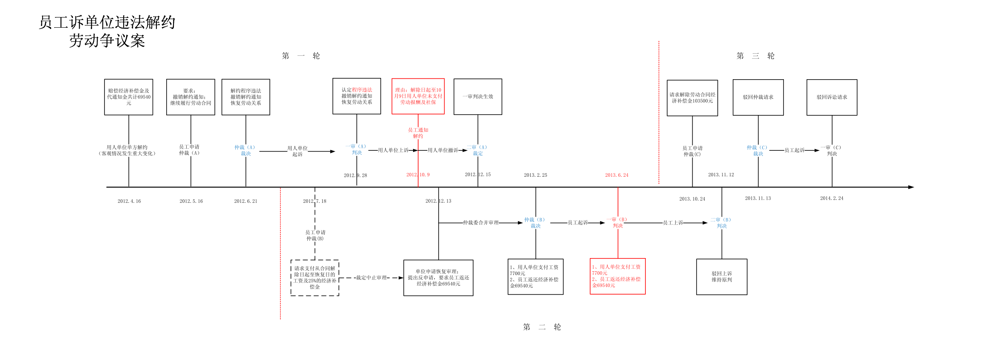 员工诉单位违法解约
劳动争议案
第 一 轮
第 三 轮
赔偿经济补偿金及
代通知金共计69540
元
要求：
撤销解约通知；
继续履行劳动合同
解约程序违法
撤销解约通知
恢复劳动关系
认定程序违法
撤销解约通知
恢复劳动关系
理由：解除日起至10
月9日用人单位未支付
劳动报酬及社保
一审判决生效
请求解除劳动合同经
济补偿金103500元
驳回仲裁请求
驳回诉讼请求
用人单位单方解约
（客观情况发生重大变化）
员工申请
仲裁（A）
仲裁（A）
裁决
用人单位
起诉
一审（A）
判决
用人单位上诉
员工通知
解约
用人单位撤诉
二审（A）
裁定
员工申请
仲裁(C)
仲裁（C）
裁决
员工起诉
一审（C）
判决
2012.9.28
2012.10.9
2012.12.15
2013.2.25
2013.6.24
2013.11.12
2012.4.16
2012.5.16
2012.6.21
2012.7.18
2012.12.13
2013.10.24
2013.11.13
2014.2.24
员工申请
仲裁(B)
仲裁委合并审理
仲裁（B）
裁决
员工起诉
一审（B）
判决
员工上诉
二审（B）
判决
请求支付从合同解
除日起至恢复日的
工资及25%的经济补
偿金
裁定中止审理
单位申请恢复审理；
提出反申请，要求员工返还
经济补偿金69540元
1、用人单位支付工资
7700元
2、员工返还经济补偿
金69540元
1、用人单位支付工资
7700元
2、员工返还经济补偿
金69540元
驳回上诉
维持原判
第 二 轮